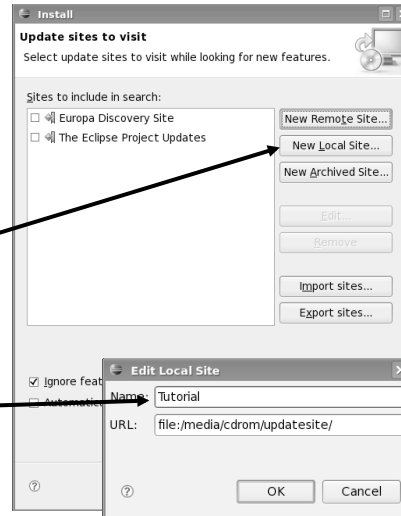 Install
Update sites to visit
Select update sites to visit while looking for new features.
Sites to include in search:
Europa Discovery Site
The Eclipse Project Updates
New Remote Site...
New Local Site...
New Archived Site...
Edit...
Remove
Import sites...
Export sites...
Ignore feat
Automatica
Edit Local Site
Name: Tutorial
URL: file:/media/cdrom/updatesite/
OK
Cancel